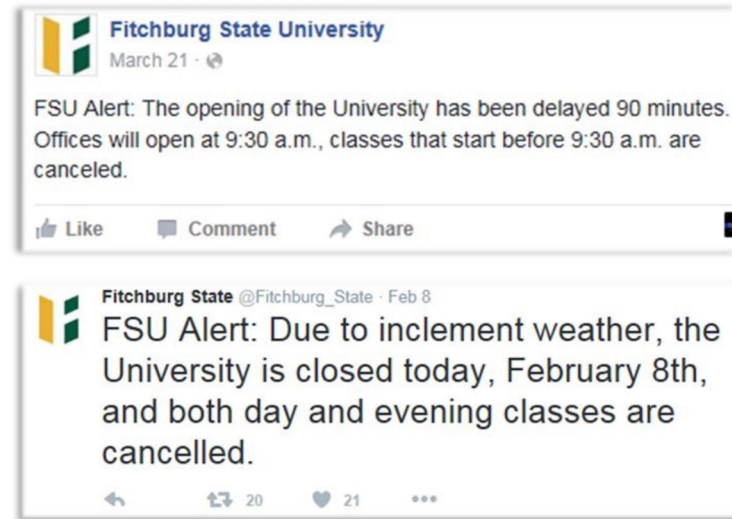 Fitchburg State University
March 21 ·
FSU Alert: The opening of the University has been delayed 90 minutes.
Offices will open at 9:30 a.m., classes that start before 9:30 a.m. are
canceled.
Like Comment Share
Fitchburg State @Fitchburg_State · Feb 8
FSU Alert: Due to inclement weather, the
University is closed today, February 8th,
and both day and evening classes are
cancelled.
20 21